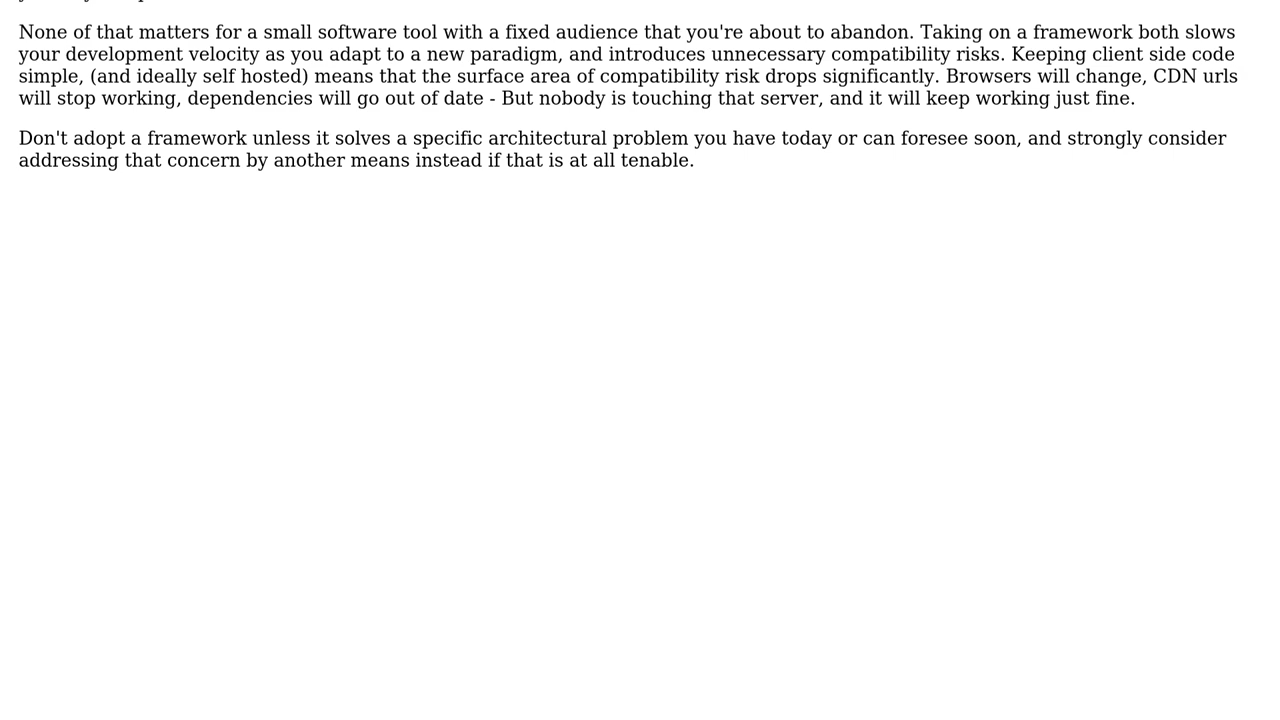 None of that matters for a small software tool with a fixed audience that you're about to abandon. Taking on a framework both slows
your development velocity as you adapt to a new paradigm, and introduces unnecessary compatibility risks. Keeping client side code
simple, (and ideally self hosted) means that the surface area of compatibility risk drops significantly. Browsers will change, CDN urls
will stop working, dependencies will go out of date - But nobody is touching that server, and it will keep working just fine.
Don't adopt a framework unless it solves a specific architectural problem you have today or can foresee soon, and strongly consider
addressing that concern by another means instead if that is at all tenable.